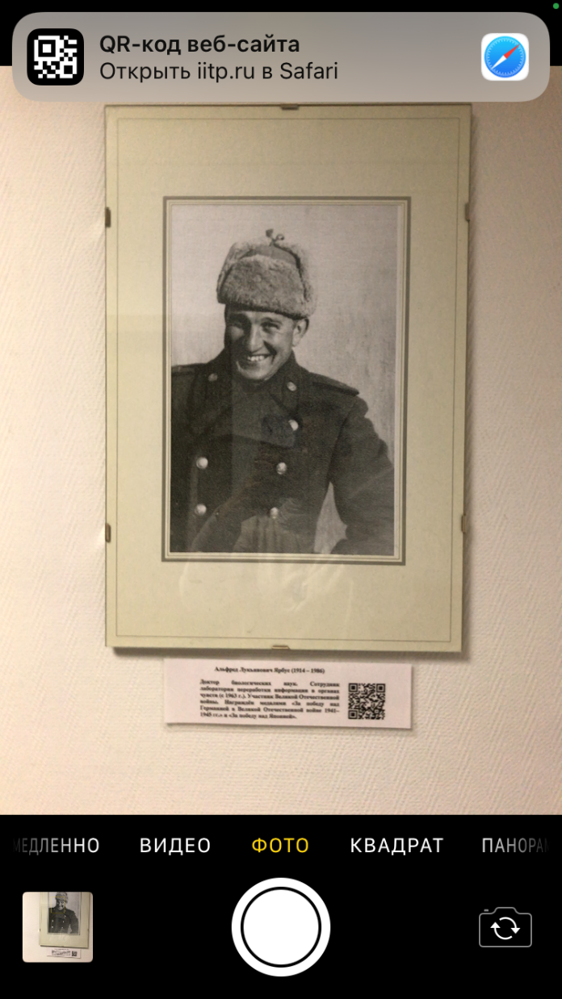 QR-код веб-сайта
Открыть iitp.ru в Safari
Альфред Лукьянович Ярбус (1914 – 1986)
Доктор биологических наук. Сотрудник
лаборатории переработки информации в органах
чувств (с 1963 г.). Участник Великой Отечественной
войны. Награждён медалями «За победу над
Германией в Великой Отечественной войне 1941–
1945 гг.» и «За победу над Японией».
МЕДЛЕННО ВИДЕО ФОТО КВАДРАТ ПАНОРАМ